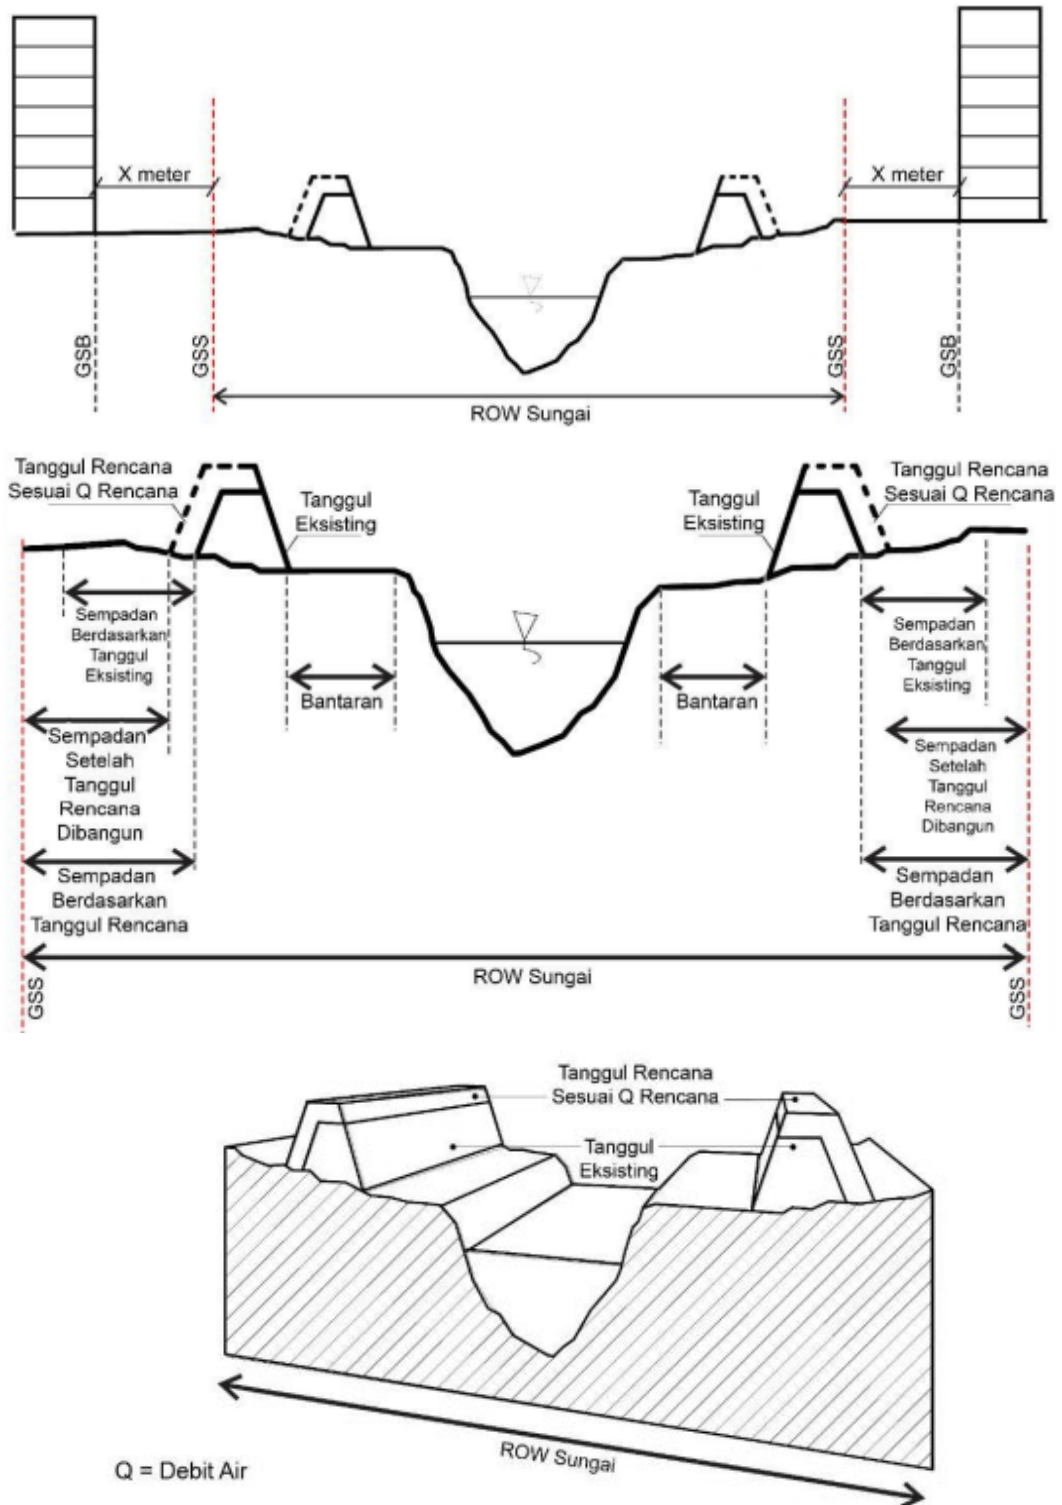 X meter
X meter
GSB
GSS
GSS
GSB
ROW Sungai
Tanggul Rencana
Sesuai Q Rencana
Tanggul
Eksisting
Tanggul
Eksisting
Tanggul Rencana
Sesuai Q Rencana
Sempadan
Berdasarkan
Tanggul
Eksisting
Bantaran
Bantaran
Sempadan
Berdasarkan
Tanggul
Eksisting
Sempadan
Setelah
Tanggul
Rencana
Dibangun
Sempadan
Setelah
Tanggul
Rencana
Dibangun
Sempadan
Berdasarkan
Tanggul Rencana
Sempadan
Berdasarkan
Tanggul Rencana
ROW Sungai
GSS
GSS
Tanggul Rencana
Sesuai Q Rencana
Tanggul
Eksisting
ROW Sungai
Q = Debit Air